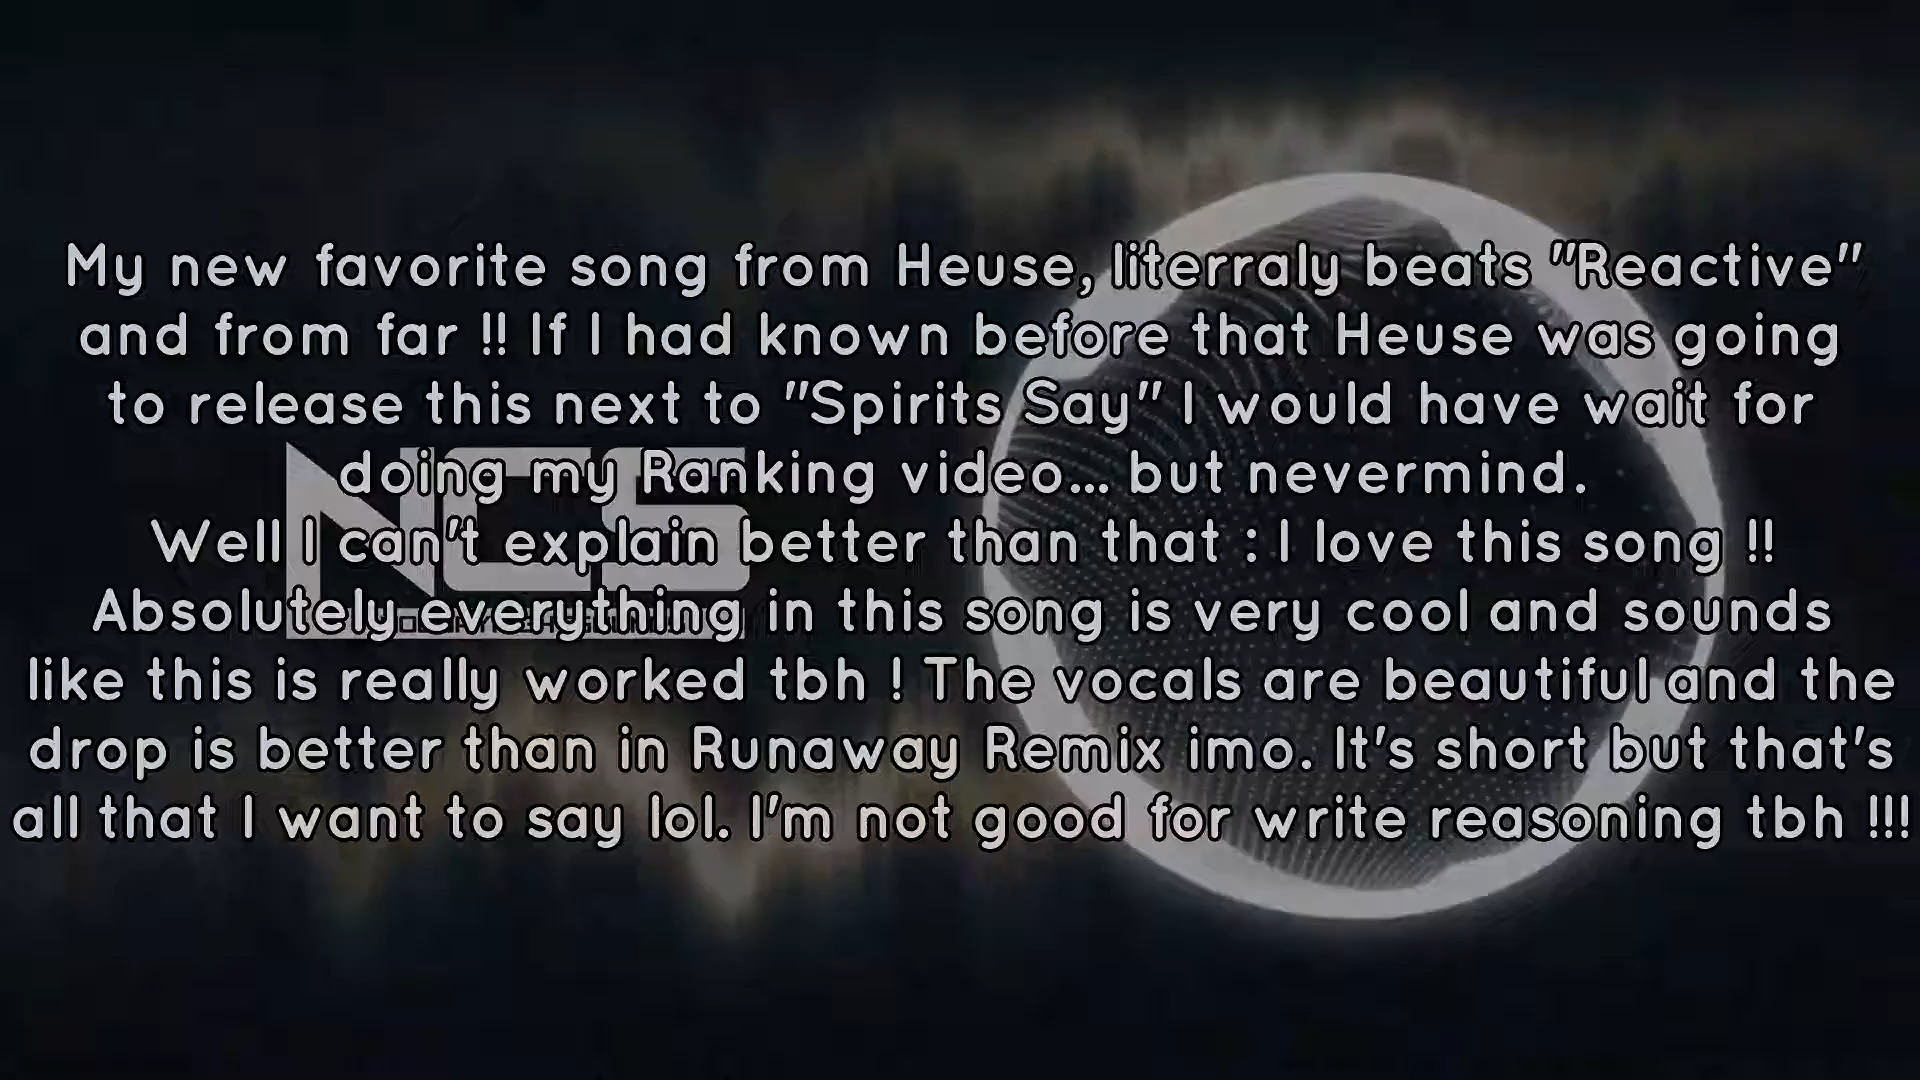 My new favorite song from Heuse, literraly beats "Reactive"
and from far !! If I had known before that Heuse was going
to release this next to "Spirits Say" I would have wait for
doing my Ranking video... but nevermind.
Well I can't explain better than that : I love this song !!
Absolutely everything in this song is very cool and sounds
like this is really worked tbh ! The vocals are beautiful and the
drop is better than in Runaway Remix imo. It's short but that's
all that I want to say lol. I'm not good for write reasoning tbh !!!
NCS